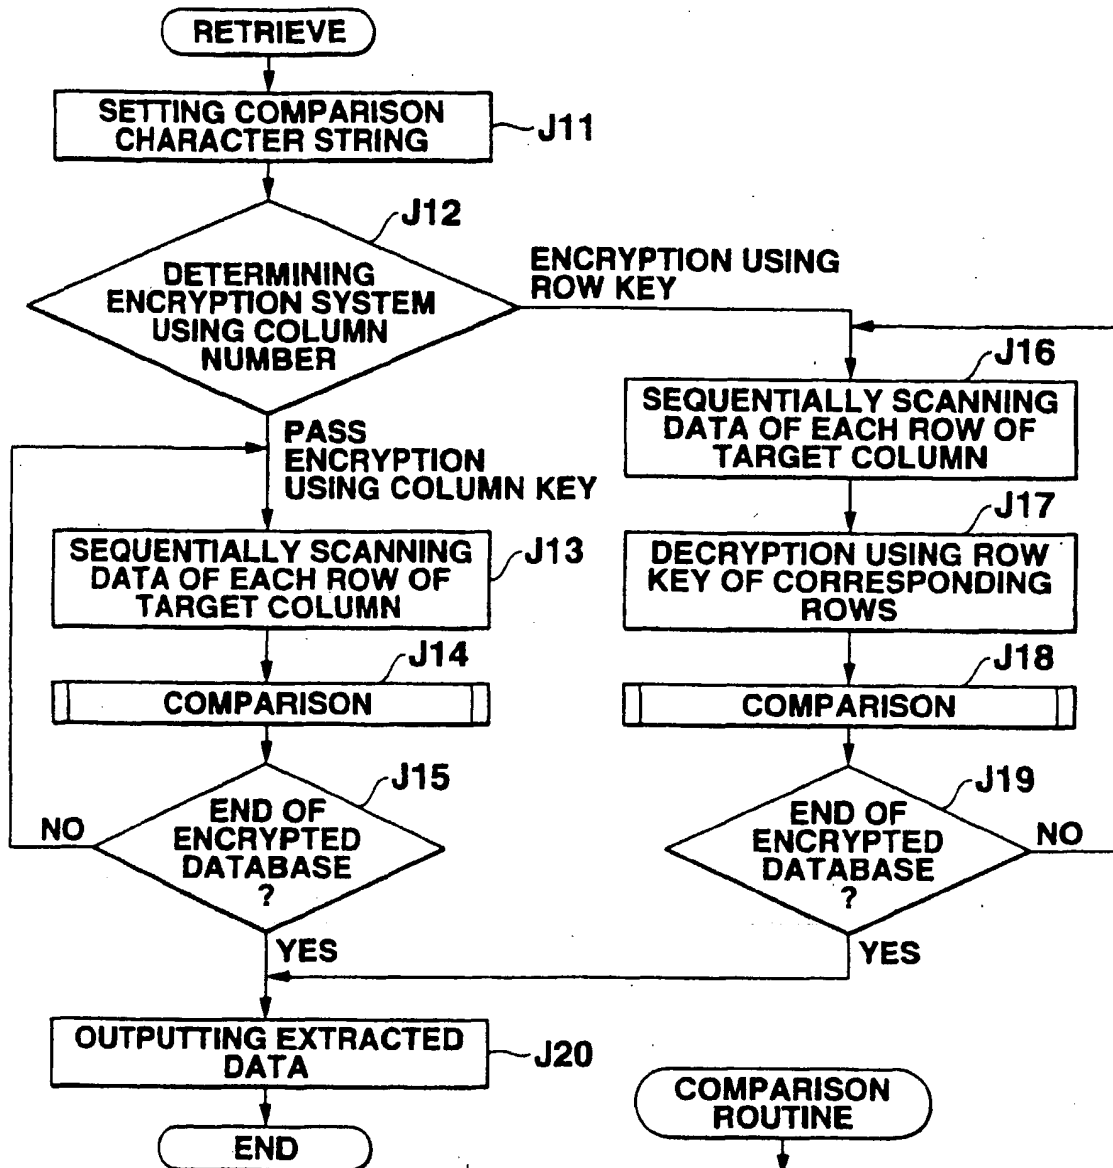 RETRIEVE
SETTING COMPARISON
CHARACTER STRING
J11
J12
DETERMINING
ENCRYPTION SYSTEM
USING COLUMN
NUMBER
ENCRYPTION USING
ROW KEY
PASS
ENCRYPTION
USING COLUMN KEY
SEQUENTIALLY SCANNING
DATA OF EACH ROW OF
TARGET COLUMN
J13
J14
COMPARISON
J15
END OF
ENCRYPTED
DATABASE
?
NO
YES
J16
SEQUENTIALLY SCANNING
DATA OF EACH ROW OF
TARGET COLUMN
J17
DECRYPTION USING ROW
KEY OF CORRESPONDING
ROWS
J18
COMPARISON
J19
END OF
ENCRYPTED
DATABASE
?
NO
YES
OUTPUTTING EXTRACTED
DATA
J20
END
COMPARISON
ROUTINE